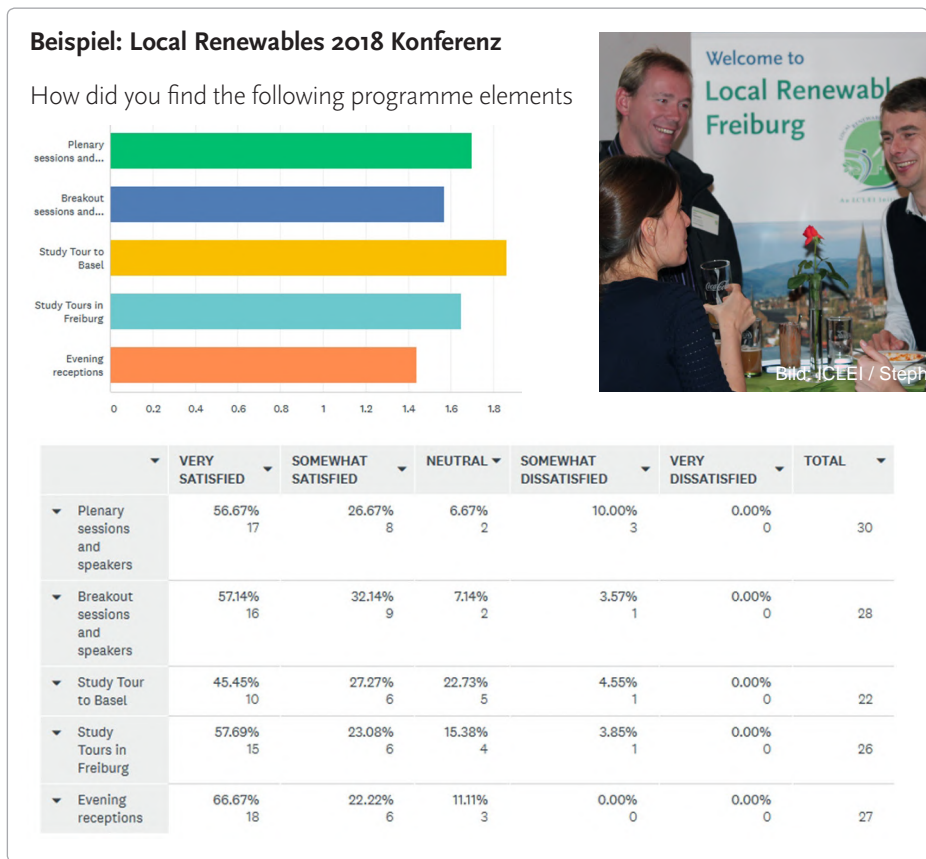 Beispiel: Local Renewables 2018 Konferenz
How did you find the following programme elements
Plenary
sessions and...
Breakout
sessions and...
Study Tour to
Basel
Study Tours in
Freiburg
Evening
receptions
0 0.2 0.4 0.6 0.8 1 1.2 1.4 1.6 1.8
Welcome to
Local Renewabl
Freiburg
An ICLEI
Bild: ICLEI / Steph
VERY SOMEWHAT NEUTRAL SOMEWHAT VERY TOTAL
SATISFIED SATISFIED DISSATISFIED DISSATISFIED
Plenary 56.67% 26.67% 6.67% 10.00% 0.00%
sessions 17 8 2 3 0 30
and
speakers
Breakout 57.14% 32.14% 7.14% 3.57% 0.00%
sessions 16 9 2 1 0 28
and
speakers
Study Tour 45.45% 27.27% 22.73% 4.55% 0.00%
to Basel 10 6 5 1 0 22
Study 57.69% 23.08% 15.38% 3.85% 0.00%
Tours in 15 6 4 1 0 26
Freiburg
Evening 66.67% 22.22% 11.11% 0.00% 0.00%
receptions 18 6 3 0 0 27